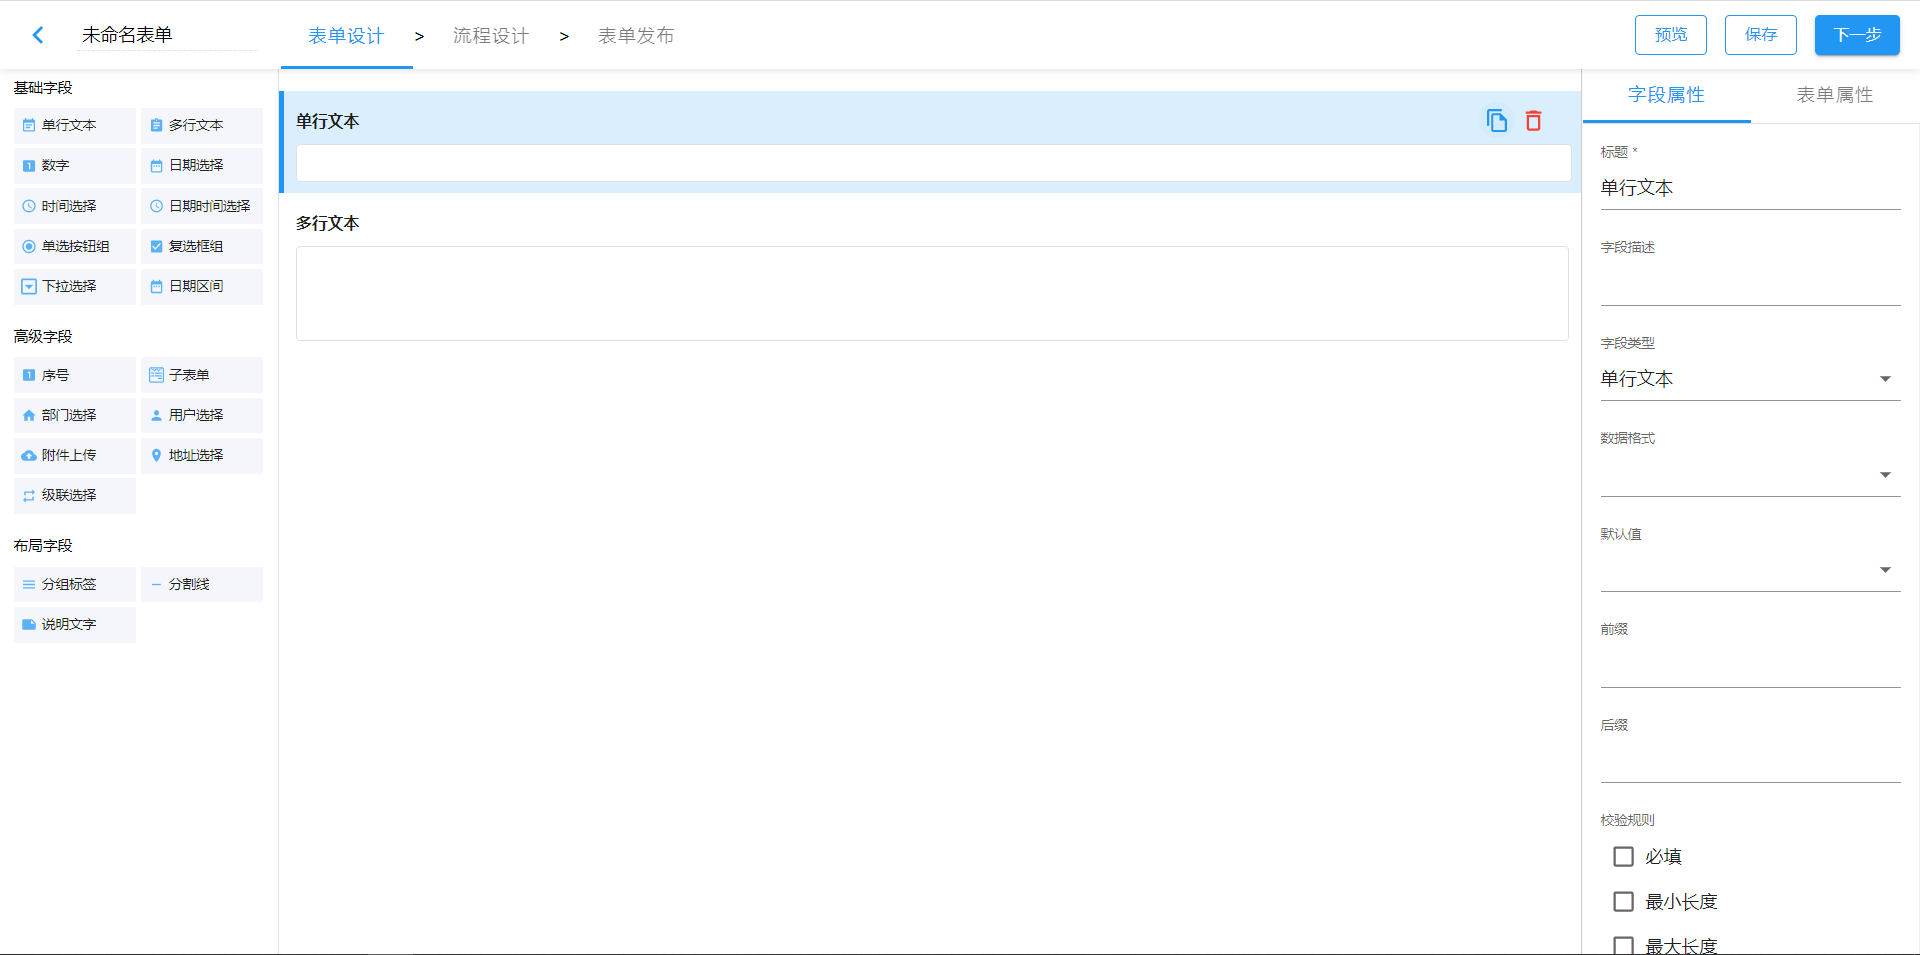 未命名表单
表单设计 > 流程设计 > 表单发布
预览 保存 下一步
基础字段
单行文本 多行文本
数字 日期选择
时间选择 日期时间选择
单选按钮组 复选框组
下拉选择 日期区间
高级字段
序号 子表单
部门选择 用户选择
附件上传 地址选择
级联选择
布局字段
分组标签 分割线
说明文字
单行文本
多行文本
字段属性 表单属性
标题 *
单行文本
字段描述
字段类型
单行文本
数据格式
默认值
前缀
后缀
校验规则
必填
最小长度
最大长度